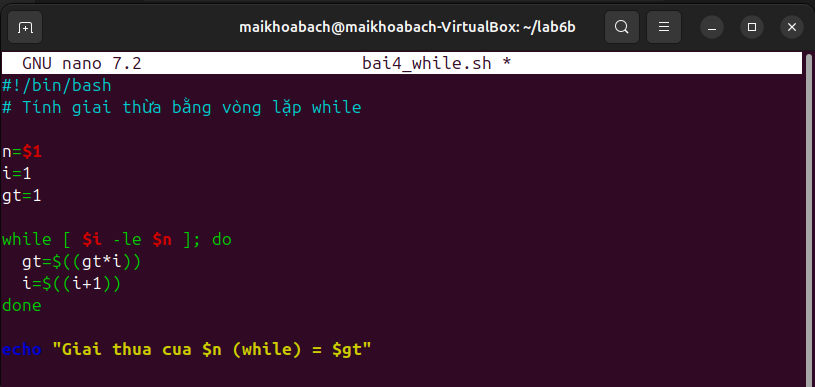 maikhoabach@maikhoabach-VirtualBox: ~/lab6b
GNU nano 7.2 bai4_while.sh *
#!/bin/bash
# Tính giai thừa bằng vòng lặp while
n=$1
i=1
gt=1
while [ $i -le $n ]; do
  gt=$((gt*i))
  i=$((i+1))
done
echo "Giai thua cua $n (while) = $gt"